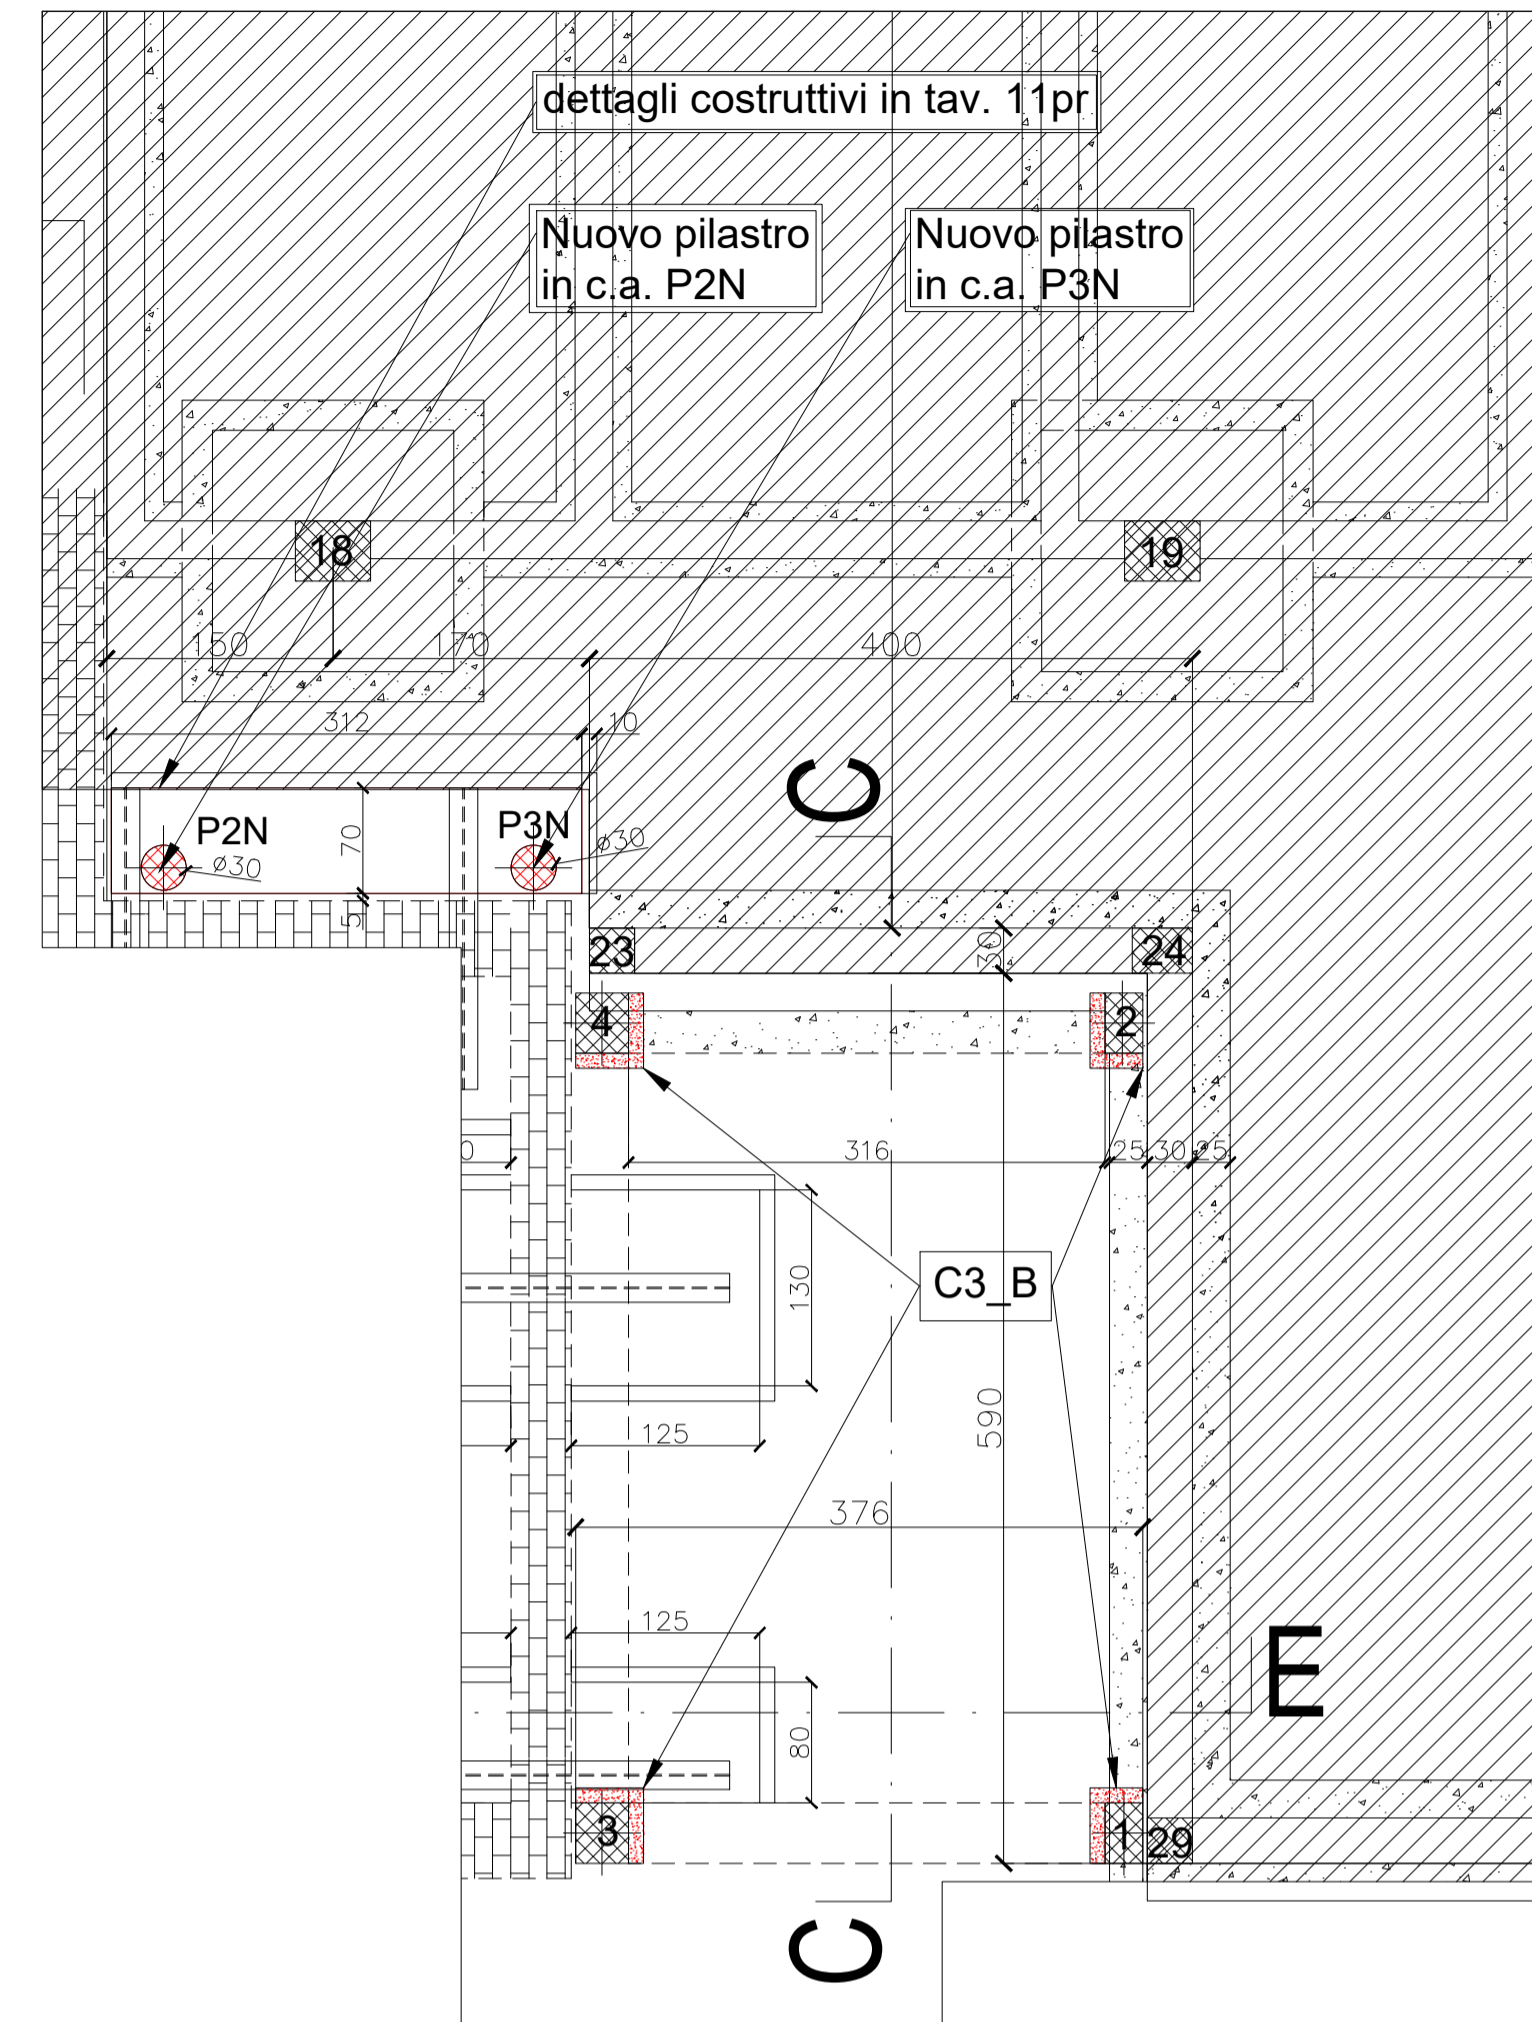 dettagli costruttivi in tav. 11pr
Nuovo pilastro
in c.a. P2N
Nuovo pilastro
in c.a. P3N
18
19
150
170
400
312
10
C
P2N
P3N
ø30
ø30
70
5
23
24
30
4
2
316
25
30
25
0
C3_B
130
590
125
376
125
E
80
3
1
29
C